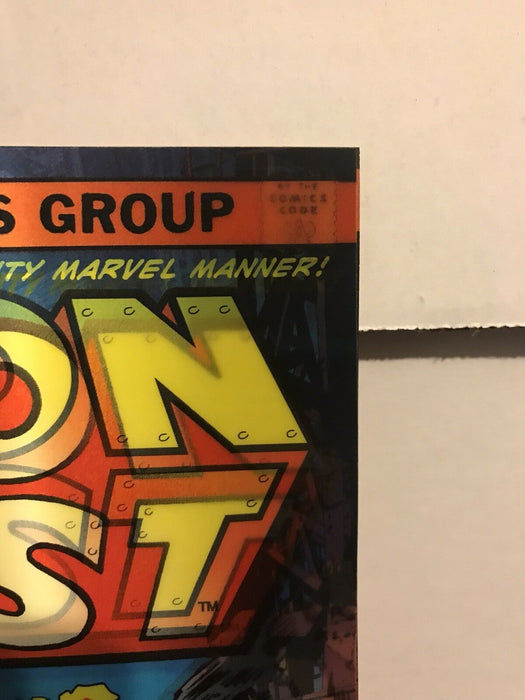 S GROUP
BY THE
COMICS
CODE
ITY MARVEL MANNER!
ON
ST
TM